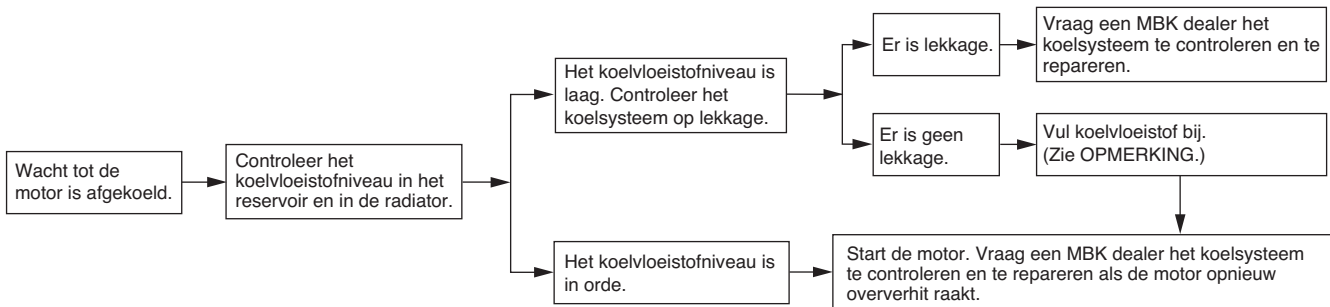 Wacht tot de
motor is afgekoeld.
Controleer het
koelvloeistofniveau in het
reservoir en in de radiator.
Het koelvloeistofniveau is
laag. Controleer het
koelsysteem op lekkage.
Er is lekkage.
Vraag een MBK dealer het
koelsysteem te controleren en te
repareren.
Er is geen
lekkage.
Vul koelvloeistof bij.
(Zie OPMERKING.)
Het koelvloeistofniveau is
in orde.
Start de motor. Vraag een MBK dealer het koelsysteem
te controleren en te repareren als de motor opnieuw
oververhit raakt.